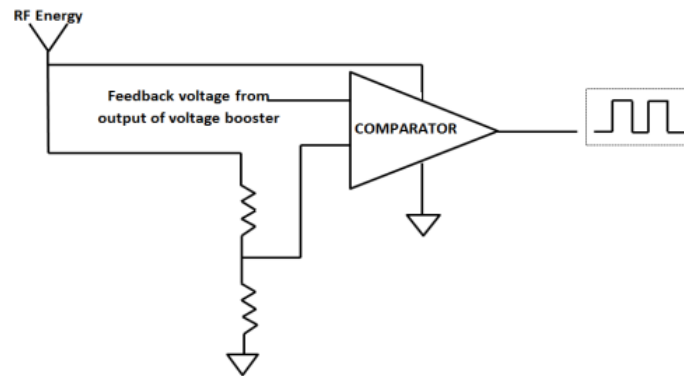 RF Energy
Feedback voltage from
output of voltage booster
COMPARATOR